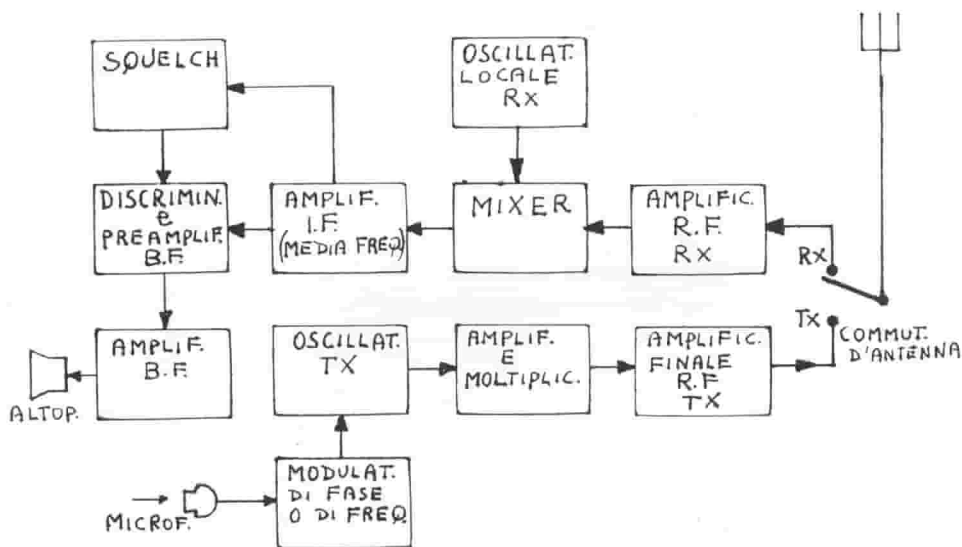 SQUELCH
OSCILLAT.
LOCALE
RX
DISCRIMIN.
e
PREAMPLIF.
B.F.
AMPLIF.
I.F.
(MEDIA FREQ)
MIXER
AMPLIFIC.
R.F.
RX
RX
TX
COMMUT.
D'ANTENNA
AMPLIF.
B.F.
ALTOP.
OSCILLAT.
TX
AMPLIF.
E
MOLTIPLIC.
AMPLIFIC.
FINALE
R.F
TX
MICROF.
MODULAT.
DI FASE
O DI FREQ.